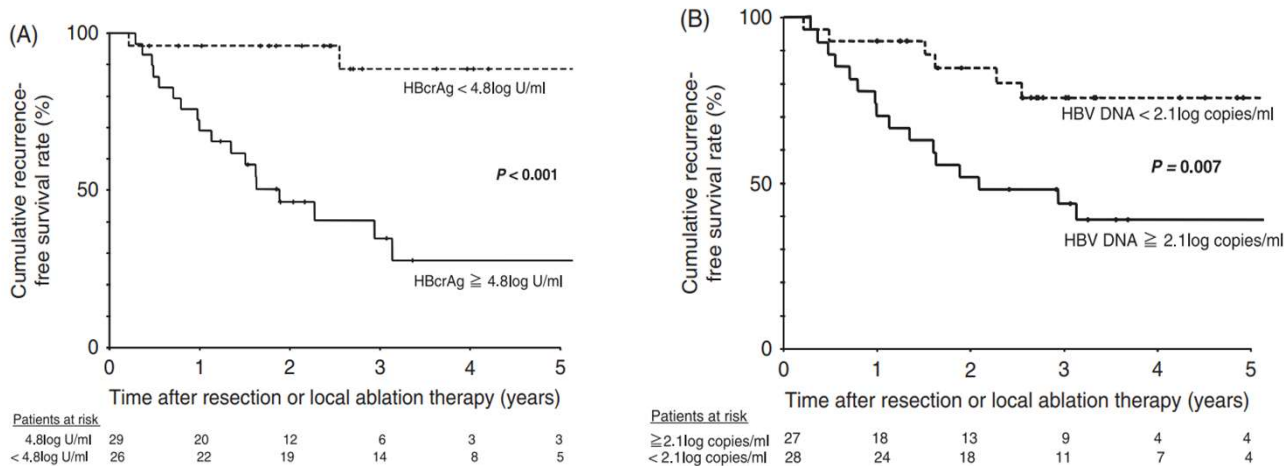 (A)
100
50
0
Cumulative recurrence-
free survival rate (%)
HBcrAg < 4.8log U/ml
P < 0.001
HBcrAg ≧ 4.8log U/ml
0 1 2 3 4 5
Time after resection or local ablation therapy (years)
Patients at risk
4.8log U/ml 29 20 12 6 3 3
< 4.8log U/ml 26 22 19 14 8 5
(B)
100
50
0
Cumulative recurrence-
free survival rate (%)
HBV DNA < 2.1log copies/ml
P = 0.007
HBV DNA ≧ 2.1log copies/ml
0 1 2 3 4 5
Time after resection or local ablation therapy (years)
Patients at risk
≧2.1log copies/ml 27 18 13 9 4 4
< 2.1log copies/ml 28 24 18 11 7 4